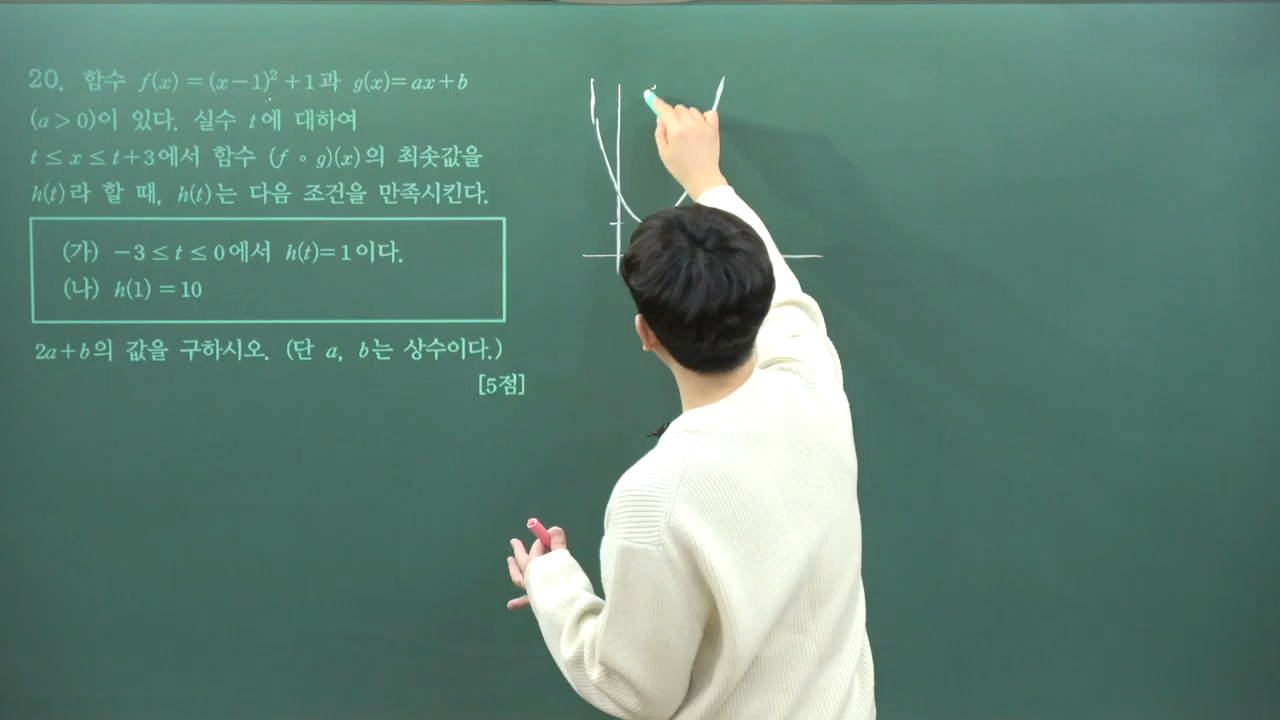 20. 함수 f(x)=(x-1)²+1과 g(x)=ax+b
(a>0)이 있다. 실수 t에 대하여
t≤x≤t+3에서 함수 (f∘g)(x)의 최솟값을
h(t)라 할 때, h(t)는 다음 조건을 만족시킨다.
(가) -3≤t≤0에서 h(t)=1이다.
(나) h(1)=10
2a+b의 값을 구하시오. (단 a, b는 상수이다.)
[5점]